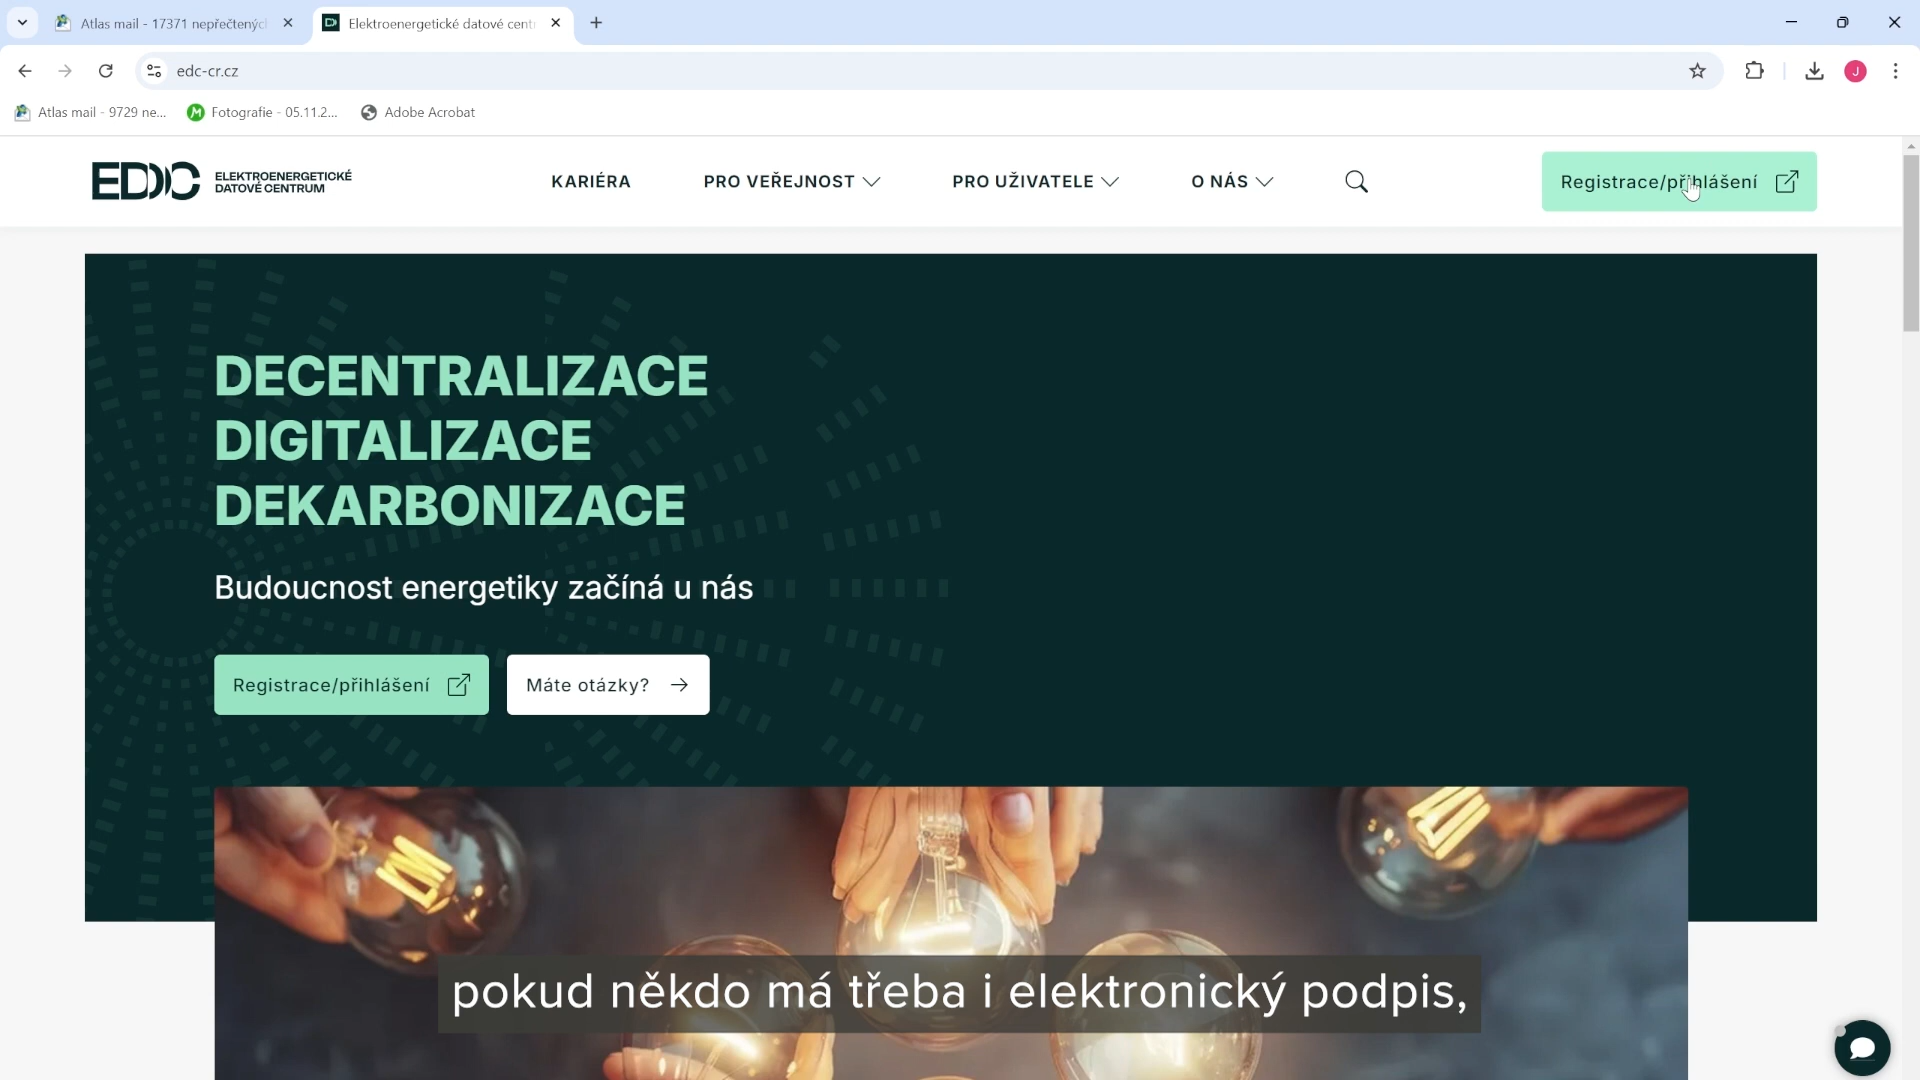 Atlas mail - 17371 nepřečtených
Elektroenergetické datové cent
edc-cr.cz
J
Atlas mail - 9729 ne...
Fotografie - 05.11.2...
Adobe Acrobat
EDC
ELEKTROENERGETICKÉ
DATOVÉ CENTRUM
KARIÉRA
PRO VEŘEJNOST
PRO UŽIVATELE
O NÁS
Registrace/přihlášení
DECENTRALIZACE
DIGITALIZACE
DEKARBONIZACE
Budoucnost energetiky začíná u nás
Registrace/přihlášení
Máte otázky?
pokud někdo má třeba i elektronický podpis,